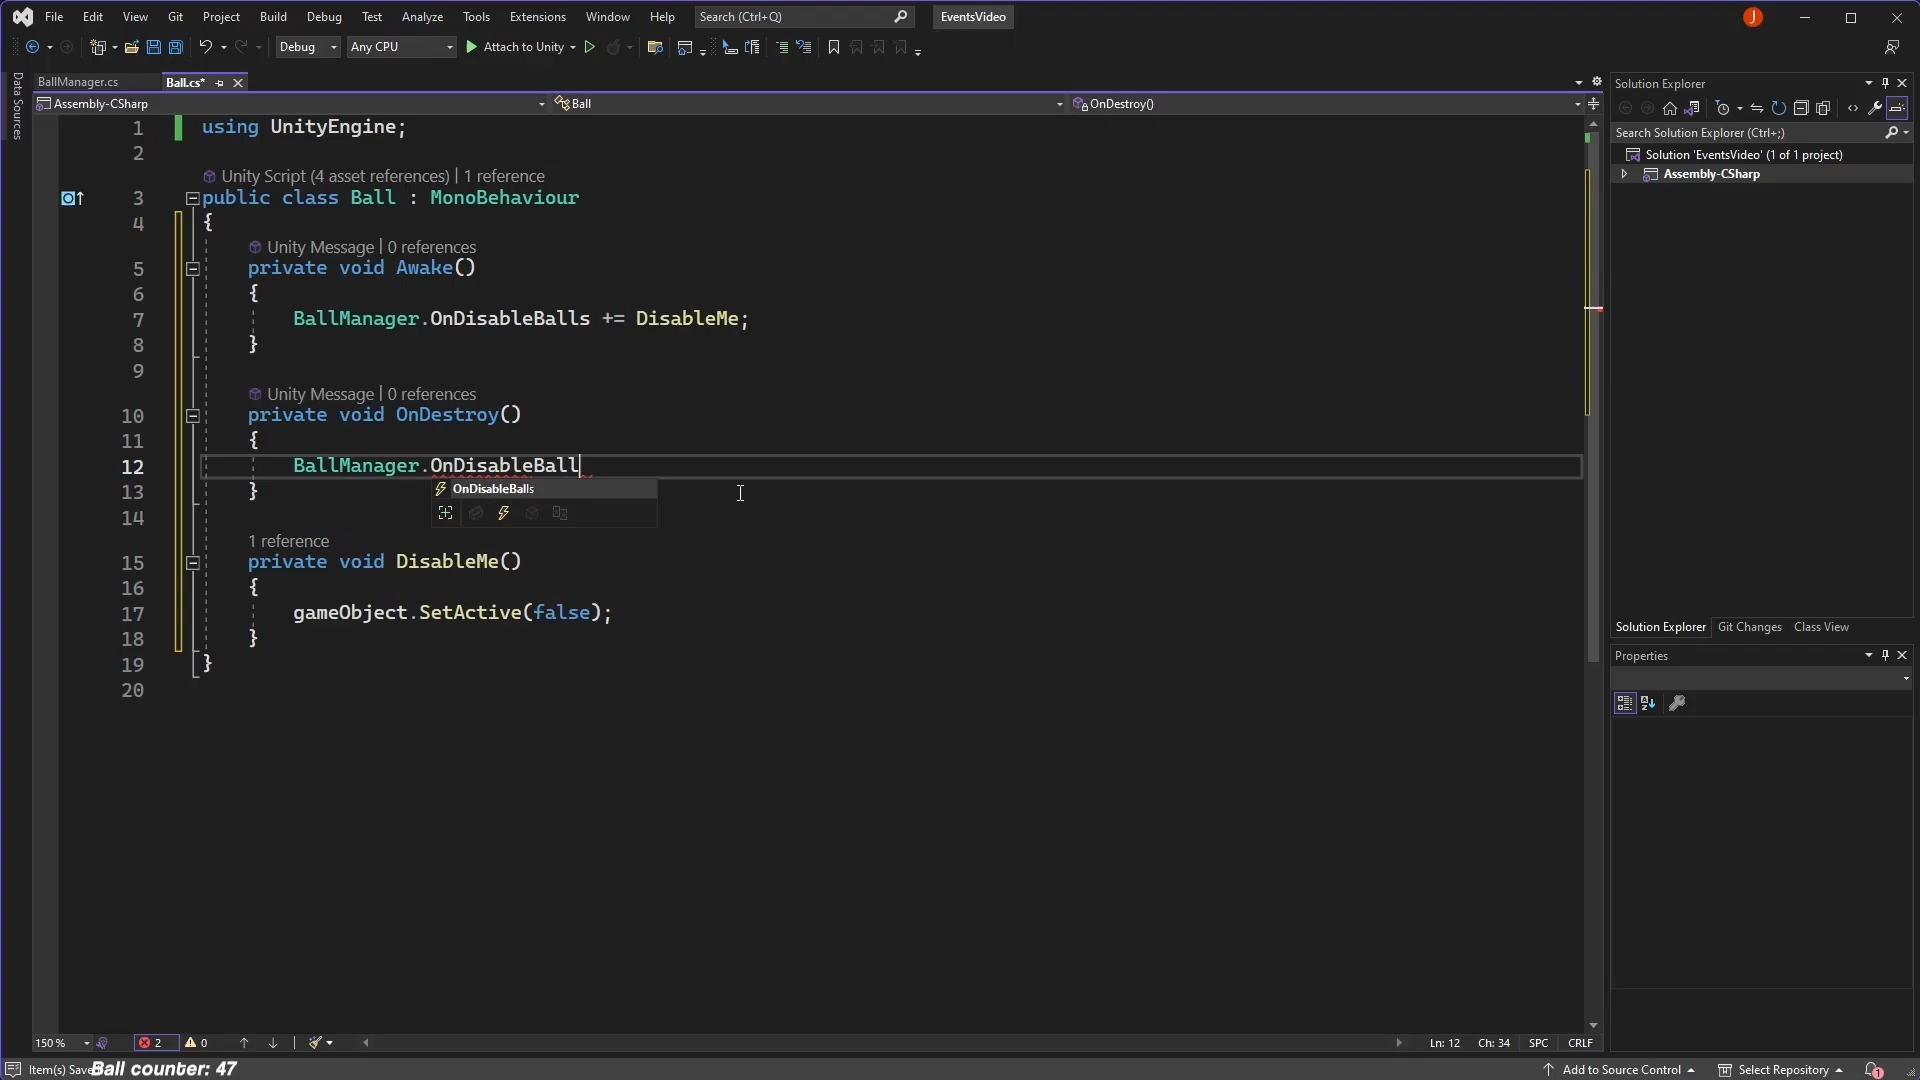 File Edit View Git Project Build Debug Test Analyze Tools Extensions Window Help Search (Ctrl+Q) EventsVideo J
Debug Any CPU Attach to Unity
Data Sources
BallManager.cs Ball.cs*
Assembly-CSharp Ball OnDestroy()
1 using UnityEngine;
2
Unity Script (4 asset references) | 1 reference
3 public class Ball : MonoBehaviour
4 {
Unity Message | 0 references
5 private void Awake()
6 {
7 BallManager.OnDisableBalls += DisableMe;
8 }
9
Unity Message | 0 references
10 private void OnDestroy()
11 {
12 BallManager.OnDisableBall
OnDisableBalls
13 }
14
1 reference
15 private void DisableMe()
16 {
17 gameObject.SetActive(false);
18 }
19 }
20
Solution Explorer
Search Solution Explorer (Ctrl+;)
Solution 'EventsVideo' (1 of 1 project)
Assembly-CSharp
Solution Explorer Git Changes Class View
Properties
150 % 2 0 Ln: 12 Ch: 34 SPC CRLF
Item(s) Save Ball counter: 47 Add to Source Control Select Repository 1